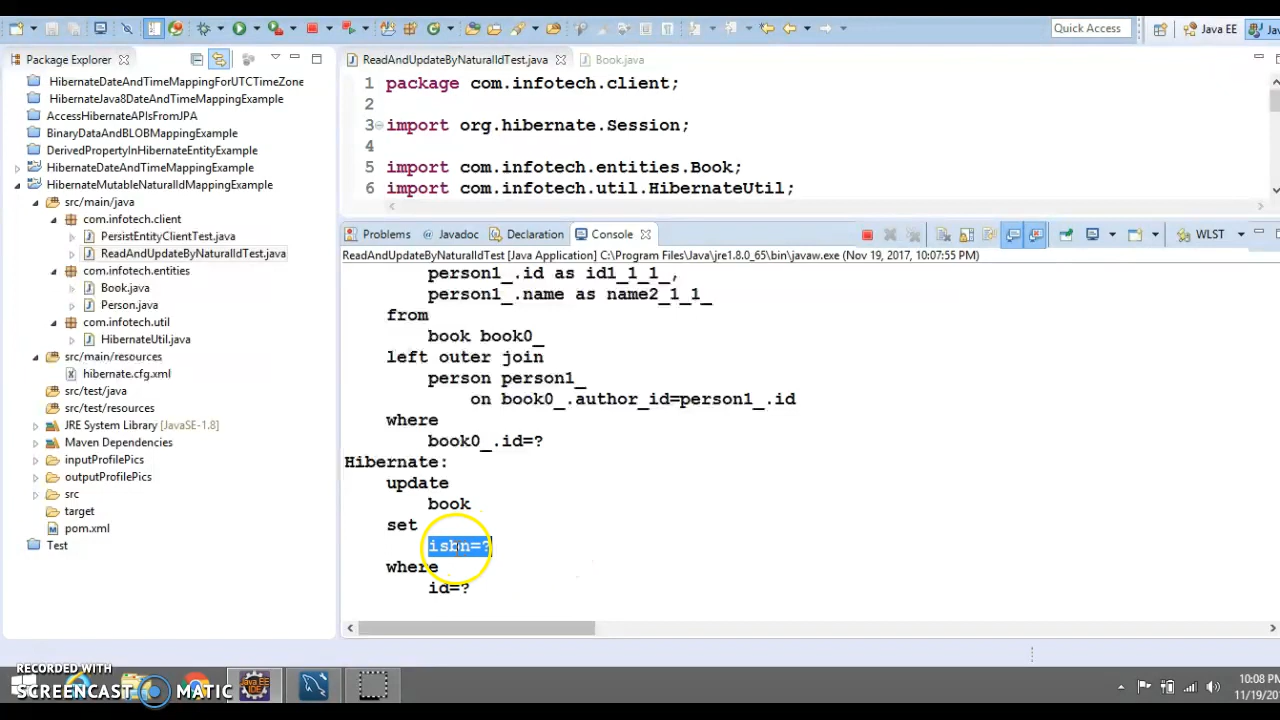 Quick Access
Java EE
Jav
Package Explorer
HibernateDateAndTimeMappingForUTCTimeZone
HibernateJava8DateAndTimeMappingExample
AccessHibernateAPIsFromJPA
BinaryDataAndBLOBMappingExample
DerivedPropertyInHibernateEntityExample
HibernateDateAndTimeMappingExample
HibernateMutableNaturalIdMappingExample
src/main/java
com.infotech.client
PersistEntityClientTest.java
ReadAndUpdateByNaturalIdTest.java
com.infotech.entities
Book.java
Person.java
com.infotech.util
HibernateUtil.java
src/main/resources
hibernate.cfg.xml
src/test/java
src/test/resources
JRE System Library [JavaSE-1.8]
Maven Dependencies
inputProfilePics
outputProfilePics
src
target
pom.xml
Test
ReadAndUpdateByNaturalIdTest.java
Book.java
1 package com.infotech.client;
2
3 import org.hibernate.Session;
4
5 import com.infotech.entities.Book;
6 import com.infotech.util.HibernateUtil;
Problems @ Javadoc Declaration Console
WLST
ReadAndUpdateByNaturalIdTest [Java Application] C:\Program Files\Java\jre1.8.0_65\bin\javaw.exe (Nov 19, 2017, 10:07:55 PM)
person1_.id as id1_1_1_,
person1_.name as name2_1_1_
from
book book0_
left outer join
person person1_
on book0_.author_id=person1_.id
where
book0_.id=?
Hibernate:
update
book
set
isbn=?
where
id=?
RECORDED WITH
SCREENCAST MATIC
Java EE
IDE
10:08 PM
11/19/201